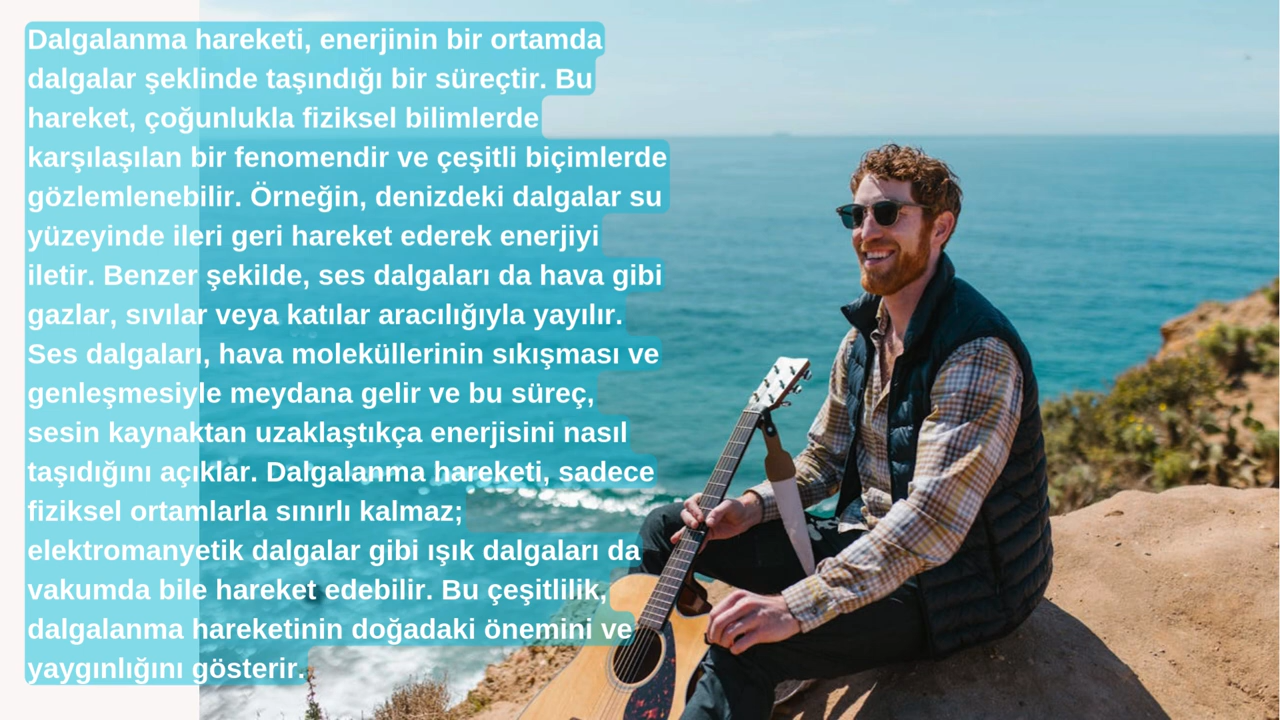 Dalgalanma hareketi, enerjinin bir ortamda
dalgalar şeklinde taşındığı bir süreçtir. Bu
hareket, çoğunlukla fiziksel bilimlerde
karşılaşılan bir fenomendir ve çeşitli biçimlerde
gözlemlenebilir. Örneğin, denizdeki dalgalar su
yüzeyinde ileri geri hareket ederek enerjiyi
iletir. Benzer şekilde, ses dalgaları da hava gibi
gazlar, sıvılar veya katılar aracılığıyla yayılır.
Ses dalgaları, hava moleküllerinin sıkışması ve
genleşmesiyle meydana gelir ve bu süreç,
sesin kaynaktan uzaklaştıkça enerjisini nasıl
taşıdığını açıklar. Dalgalanma hareketi, sadece
fiziksel ortamlarla sınırlı kalmaz;
elektromanyetik dalgalar gibi ışık dalgaları da
vakumda bile hareket edebilir. Bu çeşitlilik,
dalgalanma hareketinin doğadaki önemini ve
yaygınlığını gösterir.